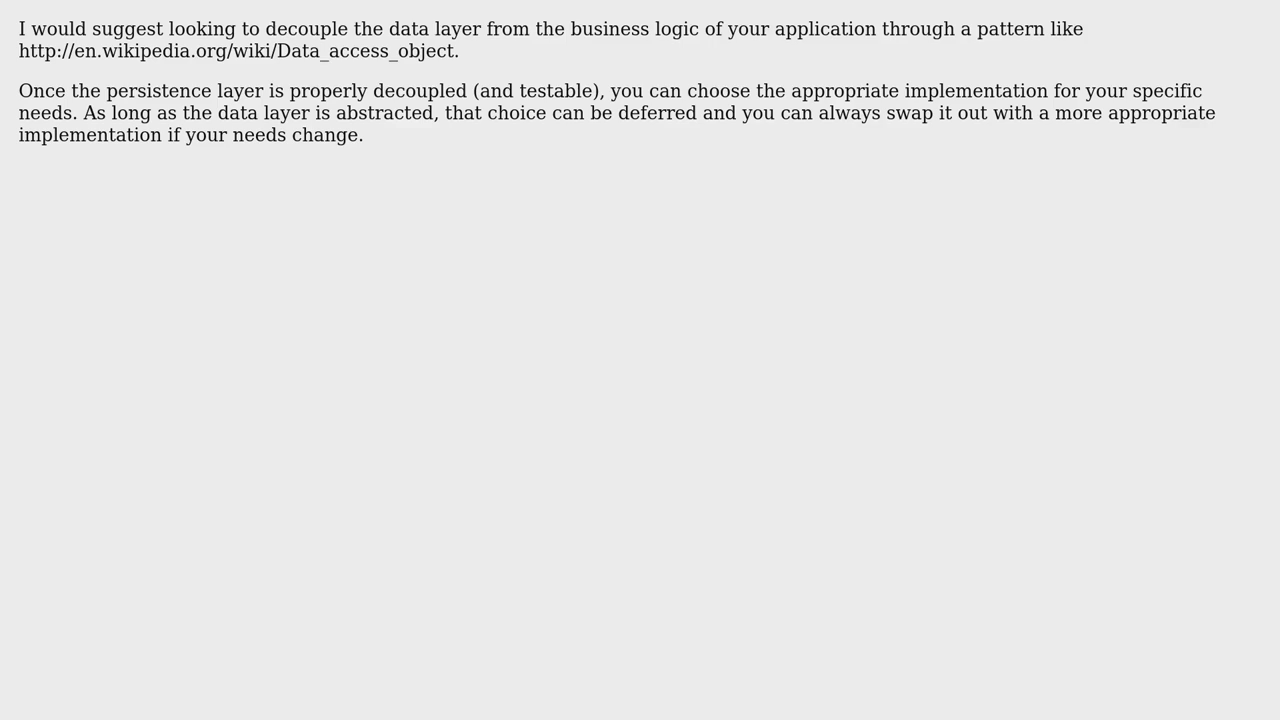 I would suggest looking to decouple the data layer from the business logic of your application through a pattern like
http://en.wikipedia.org/wiki/Data_access_object.
Once the persistence layer is properly decoupled (and testable), you can choose the appropriate implementation for your specific
needs. As long as the data layer is abstracted, that choice can be deferred and you can always swap it out with a more appropriate
implementation if your needs change.